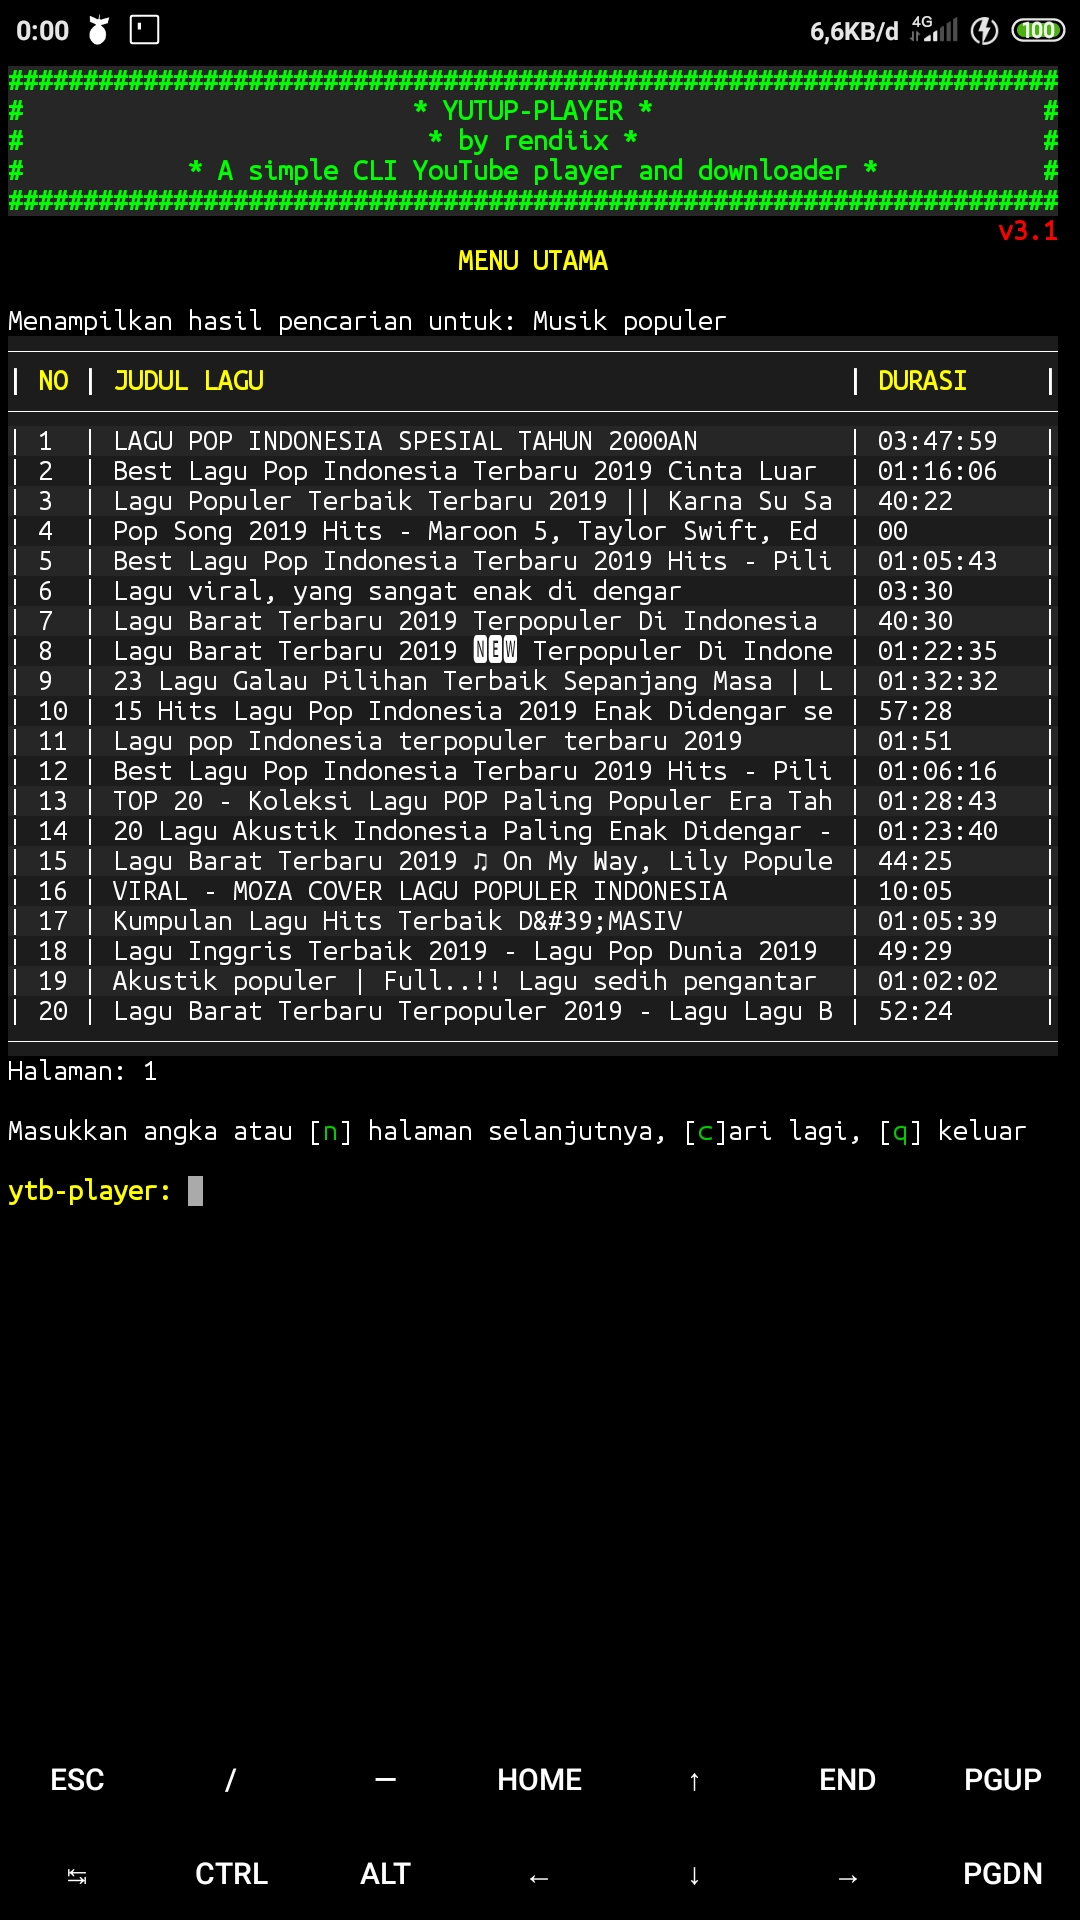 0:00 6,6KB/d 4G 100
######################################################################
# * YUTUP-PLAYER * #
# * by rendiix * #
# * A simple CLI YouTube player and downloader * #
######################################################################
v3.1
MENU UTAMA
Menampilkan hasil pencarian untuk: Musik populer
| NO | JUDUL LAGU | DURASI |
| 1 | LAGU POP INDONESIA SPESIAL TAHUN 2000AN | 03:47:59 |
| 2 | Best Lagu Pop Indonesia Terbaru 2019 Cinta Luar | 01:16:06 |
| 3 | Lagu Populer Terbaik Terbaru 2019 || Karna Su Sa | 40:22 |
| 4 | Pop Song 2019 Hits - Maroon 5, Taylor Swift, Ed | 00 |
| 5 | Best Lagu Pop Indonesia Terbaru 2019 Hits - Pili | 01:05:43 |
| 6 | Lagu viral, yang sangat enak di dengar | 03:30 |
| 7 | Lagu Barat Terbaru 2019 Terpopuler Di Indonesia | 40:30 |
| 8 | Lagu Barat Terbaru 2019 🅽🅴🆆 Terpopuler Di Indone | 01:22:35 |
| 9 | 23 Lagu Galau Pilihan Terbaik Sepanjang Masa | L | 01:32:32 |
| 10 | 15 Hits Lagu Pop Indonesia 2019 Enak Didengar se | 57:28 |
| 11 | Lagu pop Indonesia terpopuler terbaru 2019 | 01:51 |
| 12 | Best Lagu Pop Indonesia Terbaru 2019 Hits - Pili | 01:06:16 |
| 13 | TOP 20 - Koleksi Lagu POP Paling Populer Era Tah | 01:28:43 |
| 14 | 20 Lagu Akustik Indonesia Paling Enak Didengar - | 01:23:40 |
| 15 | Lagu Barat Terbaru 2019 ♫ On My Way, Lily Popule | 44:25 |
| 16 | VIRAL - MOZA COVER LAGU POPULER INDONESIA | 10:05 |
| 17 | Kumpulan Lagu Hits Terbaik D&#39;MASIV | 01:05:39 |
| 18 | Lagu Inggris Terbaik 2019 - Lagu Pop Dunia 2019 | 49:29 |
| 19 | Akustik populer | Full..!! Lagu sedih pengantar | 01:02:02 |
| 20 | Lagu Barat Terbaru Terpopuler 2019 - Lagu Lagu B | 52:24 |
Halaman: 1
Masukkan angka atau [n] halaman selanjutnya, [c]ari lagi, [q] keluar
ytb-player:
ESC / — HOME ↑ END PGUP
↹ CTRL ALT ← ↓ → PGDN